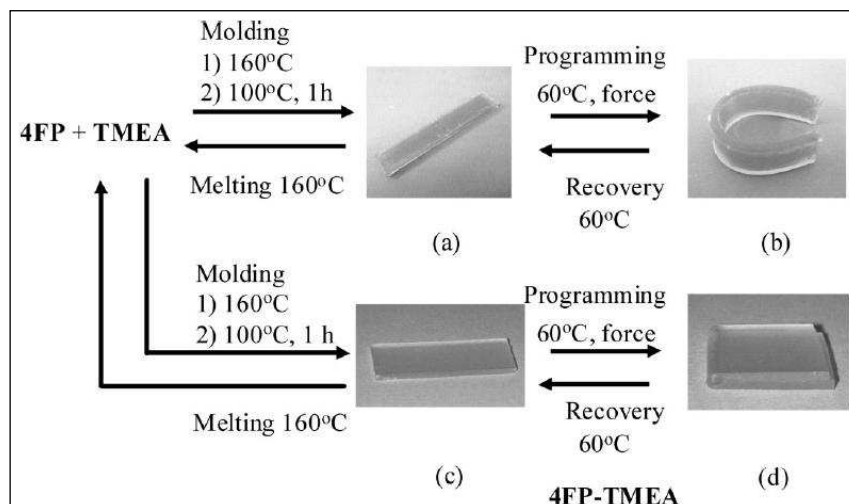 Molding
1) 160°C
2) 100°C, 1h
Programming
60°C, force
4FP + TMEA
Melting 160°C
Recovery
60°C
(a)
(b)
Molding
1) 160°C
2) 100°C, 1 h
Programming
60°C, force
Melting 160°C
Recovery
60°C
(c)
(d)
4FP-TMEA